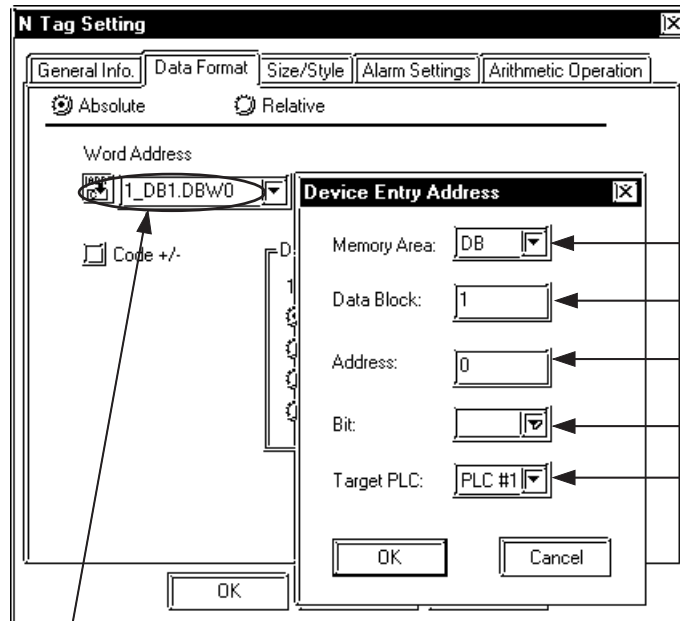 N Tag Setting
General Info. Data Format Size/Style Alarm Settings Arithmetic Operation
Absolute Relative
Word Address
1_DB1.DBW0
Code +/-
D
1
Device Entry Address
Memory Area: DB
Data Block: 1
Address: 0
Bit:
Target PLC: PLC #1
OK Cancel
OK